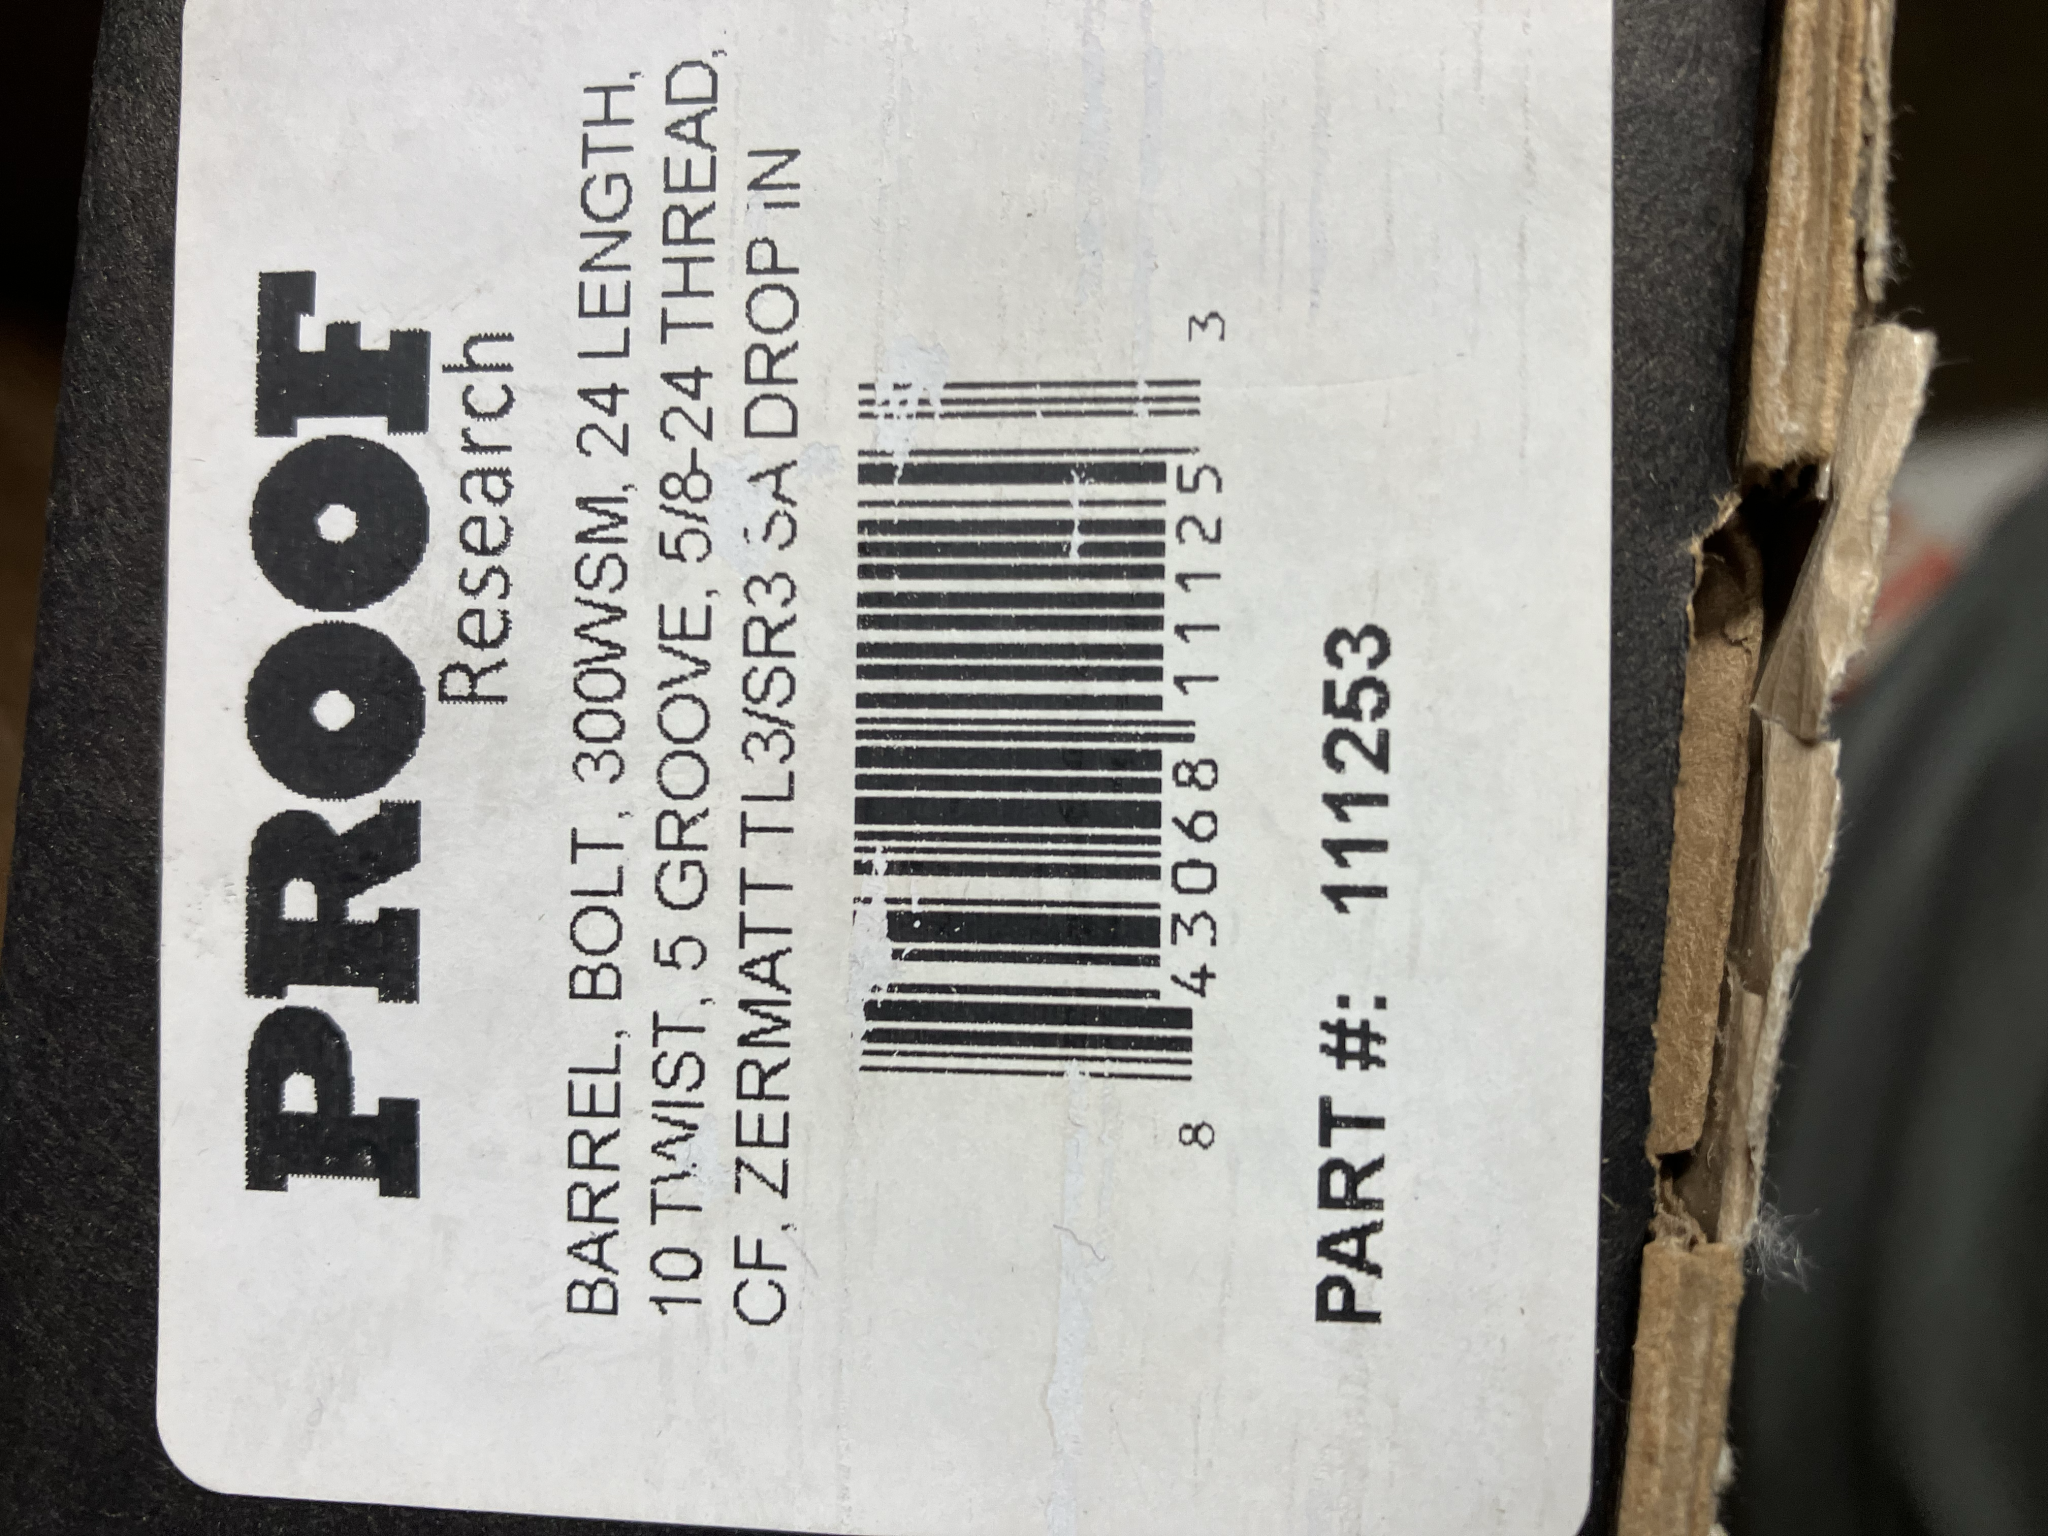 PROOF
Research
BARREL, BOLT, 300WSM, 24 LENGTH,
10 TWIST, 5 GROOVE, 5/8-24 THREAD,
CF, ZERMATT TL3/SR3 SA DROP IN
8 43068 11125 3
PART #: 111253